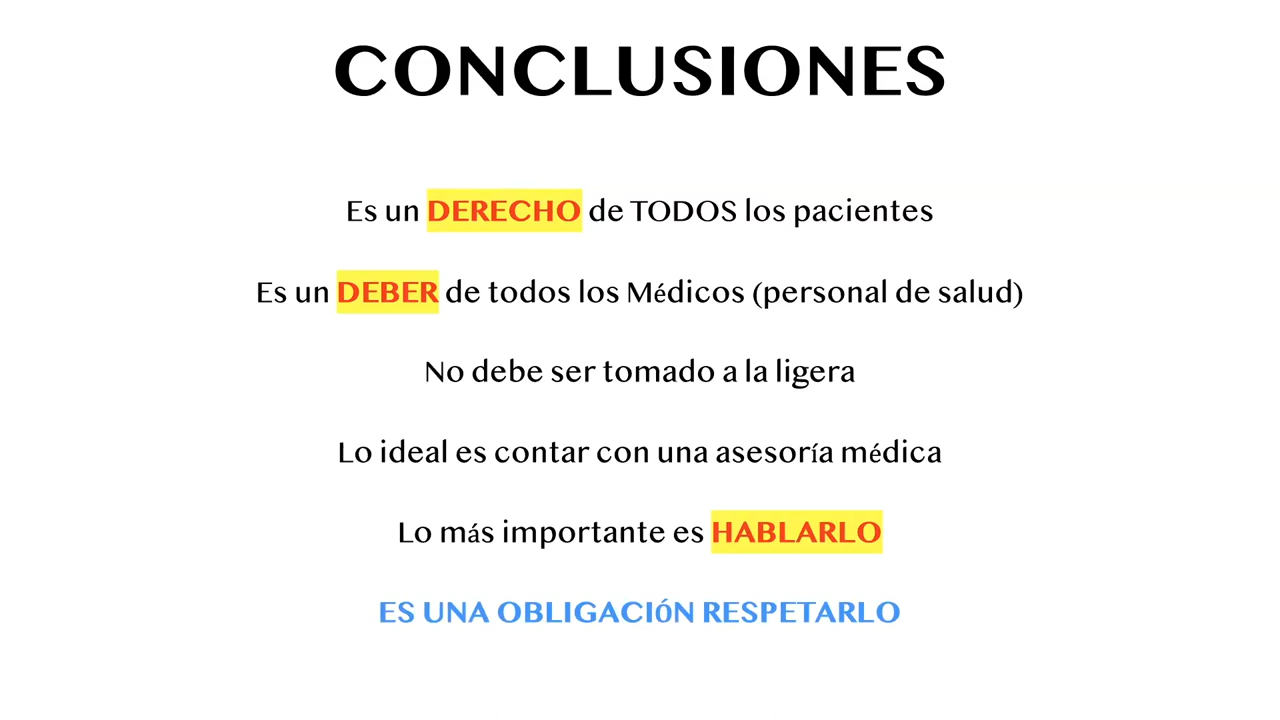 CONCLUSIONES
Es un DERECHO de TODOS los pacientes
Es un DEBER de todos los Médicos (personal de salud)
No debe ser tomado a la ligera
Lo ideal es contar con una asesoría médica
Lo más importante es HABLARLO
ES UNA OBLIGACIÓN RESPETARLO